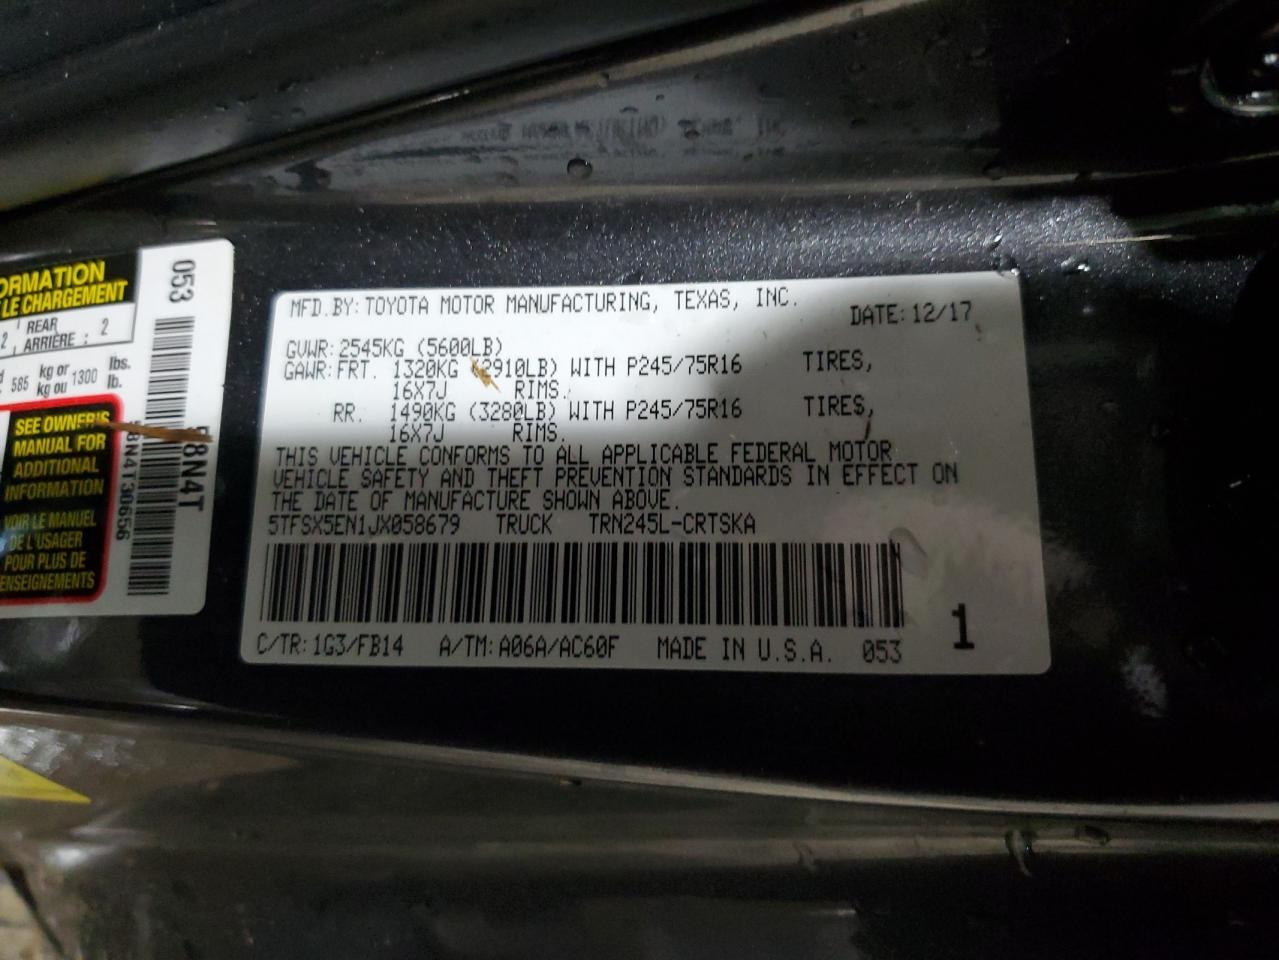 ORMATION
LE CHARGEMENT
2 REAR
ARRIÈRE : 2
585 kg or
kg ou 1300 lbs.
lb.
SEE OWNER'S
MANUAL FOR
ADDITIONAL
INFORMATION
VOIR LE MANUEL
DE L'USAGER
POUR PLUS DE
ENSEIGNEMENTS
053
58N4T
58N4T30656
MFD. BY: TOYOTA MOTOR MANUFACTURING, TEXAS, INC.
DATE: 12/17
GVWR: 2545KG (5600LB)
GAWR: FRT. 1320KG (2910LB) WITH P245/75R16 TIRES,
16X7J RIMS.
RR. 1490KG (3280LB) WITH P245/75R16 TIRES,
16X7J RIMS.
THIS VEHICLE CONFORMS TO ALL APPLICABLE FEDERAL MOTOR
VEHICLE SAFETY AND THEFT PREVENTION STANDARDS IN EFFECT ON
THE DATE OF MANUFACTURE SHOWN ABOVE.
5TFSX5EN1JX058679 TRUCK TRN245L-CRTSKA
C/TR: 1G3/FB14 A/TM: A06A/AC60F MADE IN U.S.A. 053 1